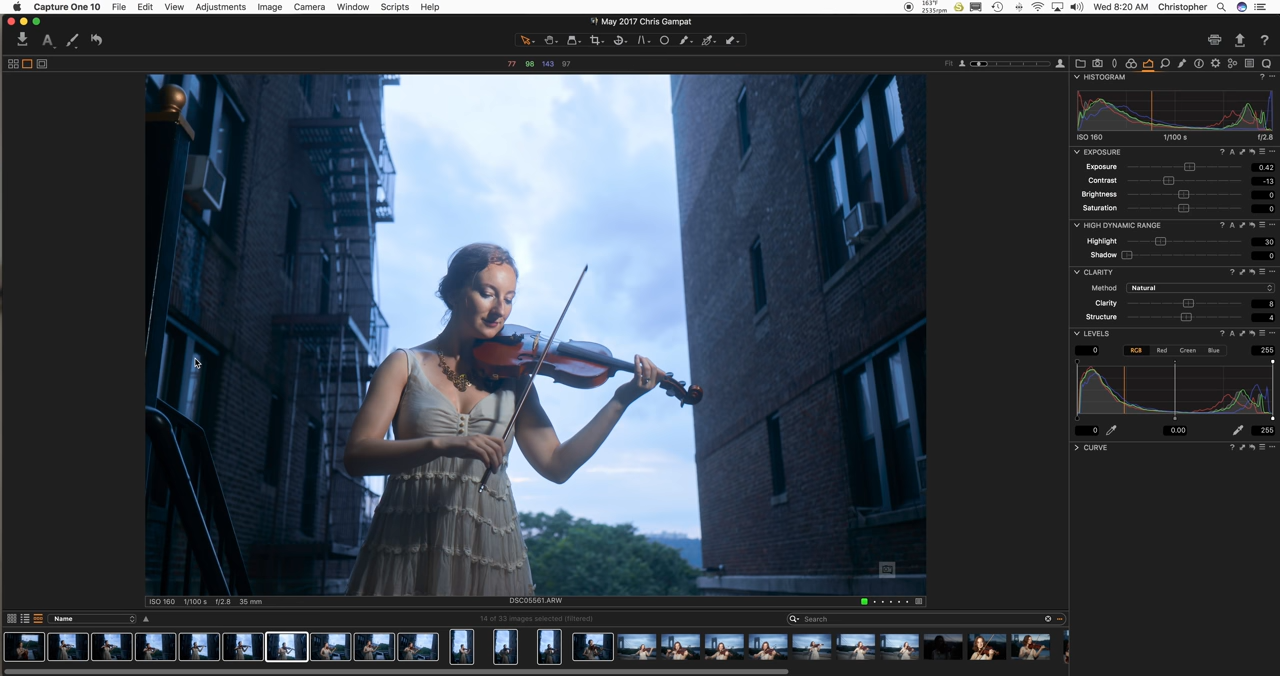 Capture One 10 File Edit View Adjustments Image Camera Window Scripts Help
163°F
2535rpm
Wed 8:20 AM Christopher
May 2017 Chris Gampat
77 98 143 97
Fit
HISTOGRAM
ISO 160 1/100 s f/2.8
EXPOSURE
Exposure 0.42
Contrast -13
Brightness 0
Saturation 0
HIGH DYNAMIC RANGE
Highlight 30
Shadow 0
CLARITY
Method Natural
Clarity 8
Structure 4
LEVELS
0 RGB Red Green Blue 255
0 0.00 255
CURVE
ISO 160 1/100 s f/2.8 35 mm
DSC05561.ARW
Name
14 of 33 images selected (filtered)
Search